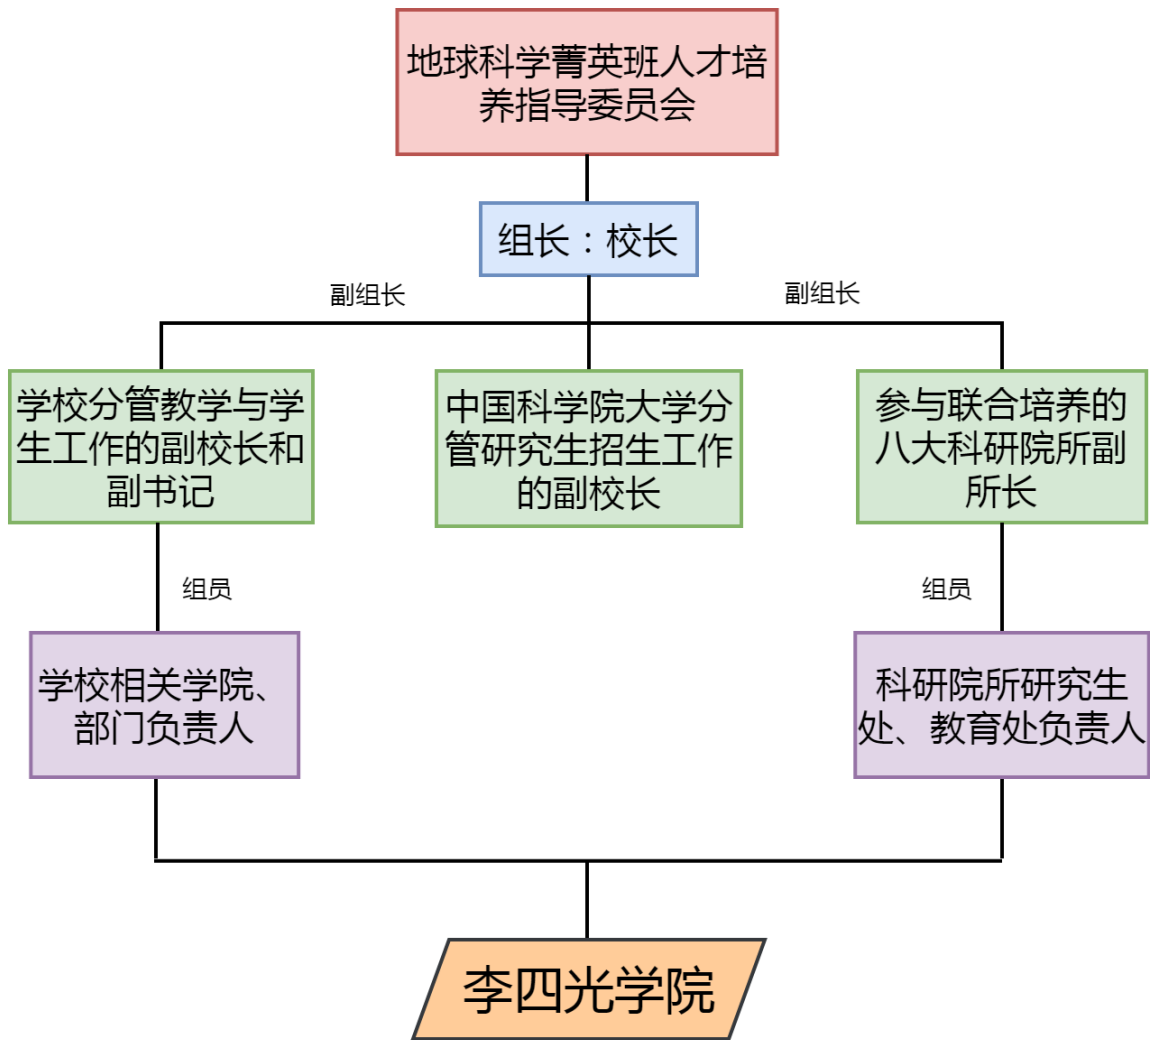 地球科学菁英班人才培
养指导委员会
组长：校长
副组长
副组长
学校分管教学与学
生工作的副校长和
副书记
中国科学院大学分
管研究生招生工作
的副校长
参与联合培养的
八大科研院所副
所长
组员
组员
学校相关学院、
部门负责人
科研院所研究生
处、教育处负责人
李四光学院